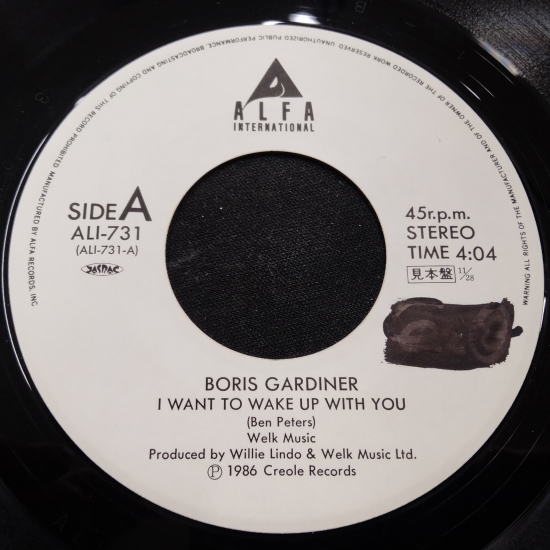 WARNING ALL RIGHTS OF THE MANUFACTURER AND OF THE OWNER OF THE RECORDED WORK RESERVED. UNAUTHORIZED PUBLIC PERFORMANCE, BROADCASTING AND COPYING OF THIS RECORD PROHIBITED. MANUFACTURED BY ALFA RECORDS, INC.
ALFA
INTERNATIONAL
SIDE A
ALI-731
(ALI-731-A)
JASRAC
45r.p.m.
STEREO
TIME 4:04
見本盤 11/28
BORIS GARDINER
I WANT TO WAKE UP WITH YOU
(Ben Peters)
Welk Music
Produced by Willie Lindo & Welk Music Ltd.
Ⓟ 1986 Creole Records